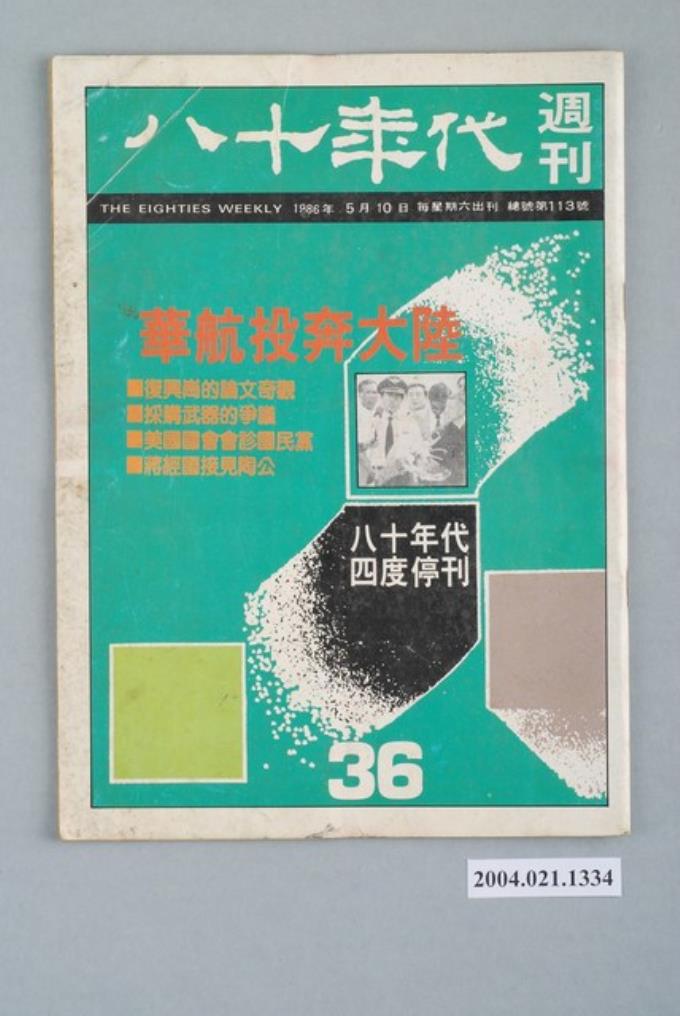 八十年代
週刊
THE EIGHTIES WEEKLY 1986年 5月10日 每星期六出刊 總號第113號
華航投奔大陸
■復興崗的論文奇觀
■採購武器的爭議
■美國國會會診國民黨
■蔣經國接見陶公
八十年代
四度停刊
36
2004.021.1334